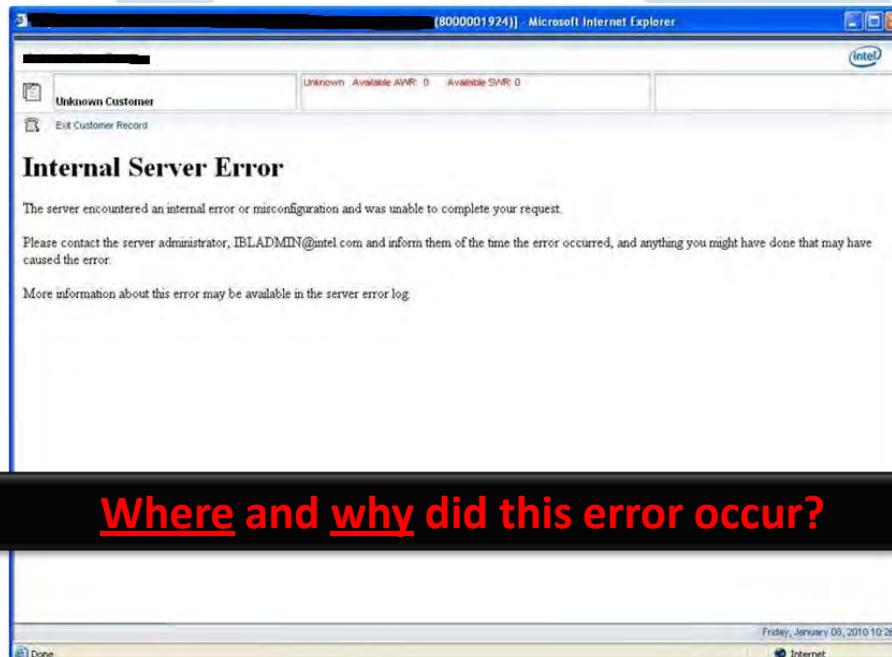 (8000001924)] - Microsoft Internet Explorer
intel
Unknown Available AWR: 0 Available SWR: 0
Unknown Customer
Exit Customer Record
Internal Server Error
The server encountered an internal error or misconfiguration and was unable to complete your request.
Please contact the server administrator, IBLADMIN@intel.com and inform them of the time the error occurred, and anything you might have done that may have
caused the error.
More information about this error may be available in the server error log.
Where and why did this error occur?
Friday, January 2010 10:26
Done
Internet